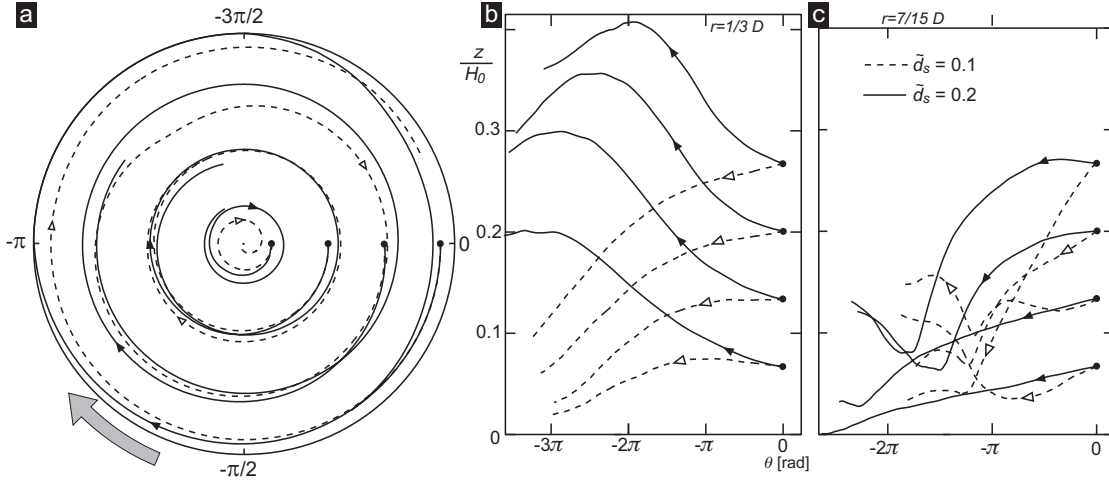 a
-3π/2
-π
0
-π/2
b
r=1/3 D
z
H₀
0.3
0.2
0.1
0
-3π
-2π
-π
0
θ [rad]
c
r=7/15 D
d̃ₛ = 0.1
d̃ₛ = 0.2
-2π
-π
0